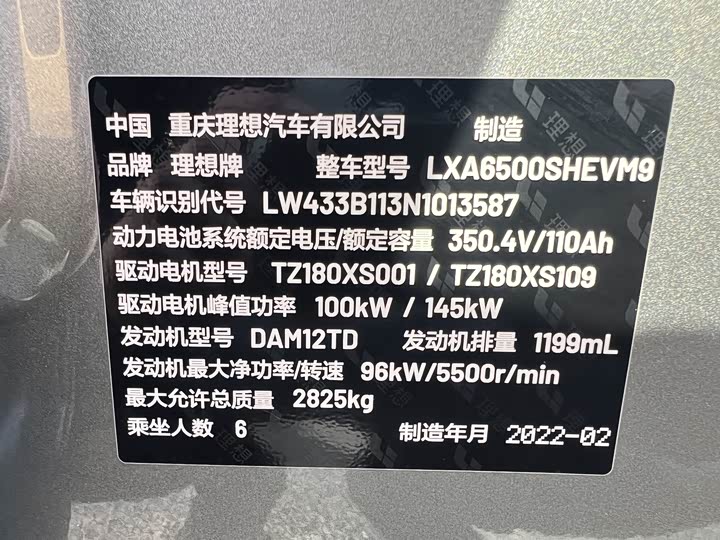 中国 重庆理想汽车有限公司 制造
品牌 理想牌 整车型号 LXA6500SHEVM9
车辆识别代号 LW433B113N1013587
动力电池系统额定电压/额定容量 350.4V/110Ah
驱动电机型号 TZ180XS001 / TZ180XS109
驱动电机峰值功率 100kW / 145kW
发动机型号 DAM12TD 发动机排量 1199mL
发动机最大净功率/转速 96kW/5500r/min
最大允许总质量 2825kg
乘坐人数 6 制造年月 2022-02